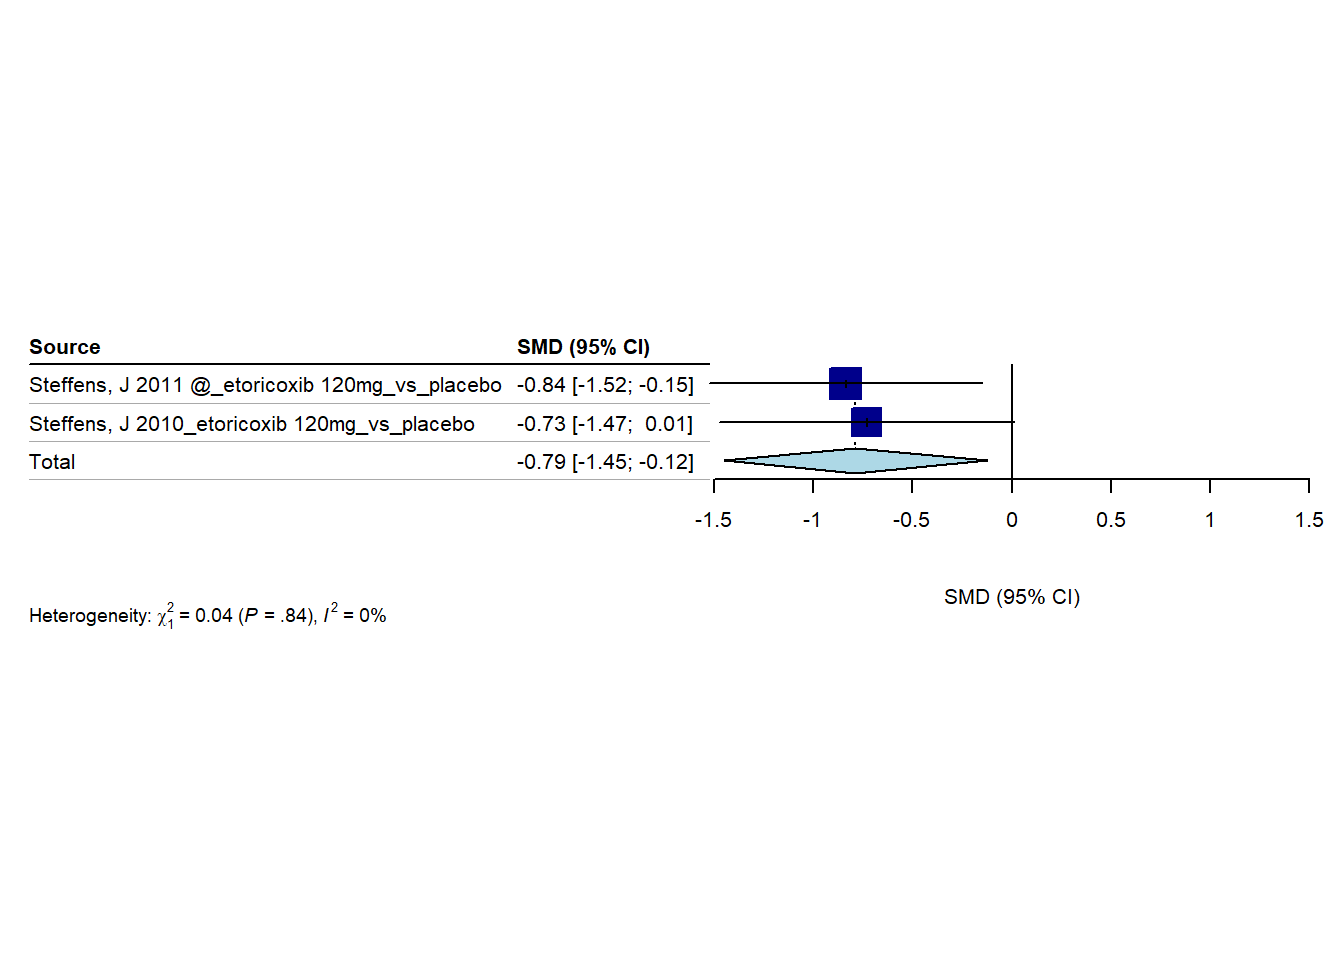 Source SMD (95% CI)
Steffens, J 2011 @_etoricoxib 120mg_vs_placebo -0.84 [-1.52; -0.15]
Steffens, J 2010_etoricoxib 120mg_vs_placebo -0.73 [-1.47; 0.01]
Total -0.79 [-1.45; -0.12]
-1.5 -1 -0.5 0 0.5 1 1.5
SMD (95% CI)
Heterogeneity: χ²₁ = 0.04 (P = .84), I² = 0%